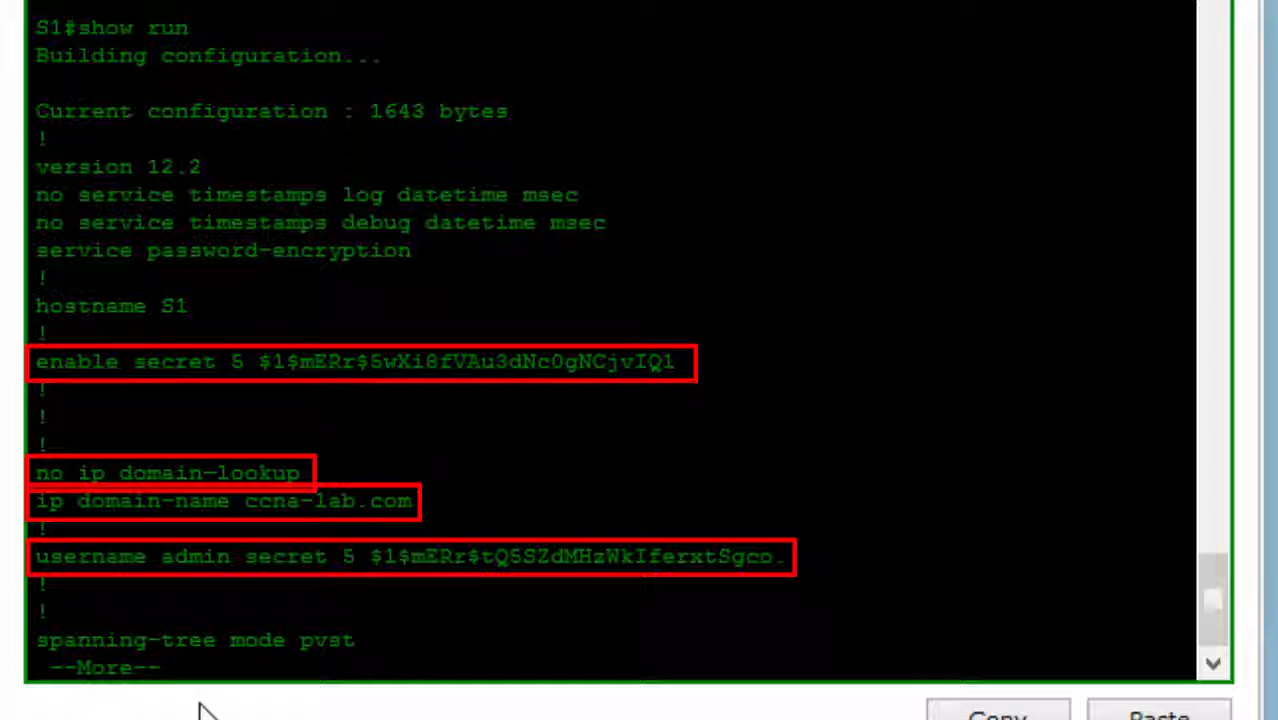 S1#show run
Building configuration...
Current configuration : 1643 bytes
!
version 12.2
no service timestamps log datetime msec
no service timestamps debug datetime msec
service password-encryption
!
hostname S1
!
enable secret 5 $1$mERr$5wXi8fVAu3dNc0gNCjvIQ1
!
!
!
no ip domain-lookup
ip domain-name ccna-lab.com
!
username admin secret 5 $1$mERr$tQ5SZdMHzWkIferxtSgco.
!
!
spanning-tree mode pvst
--More--
Copy Paste